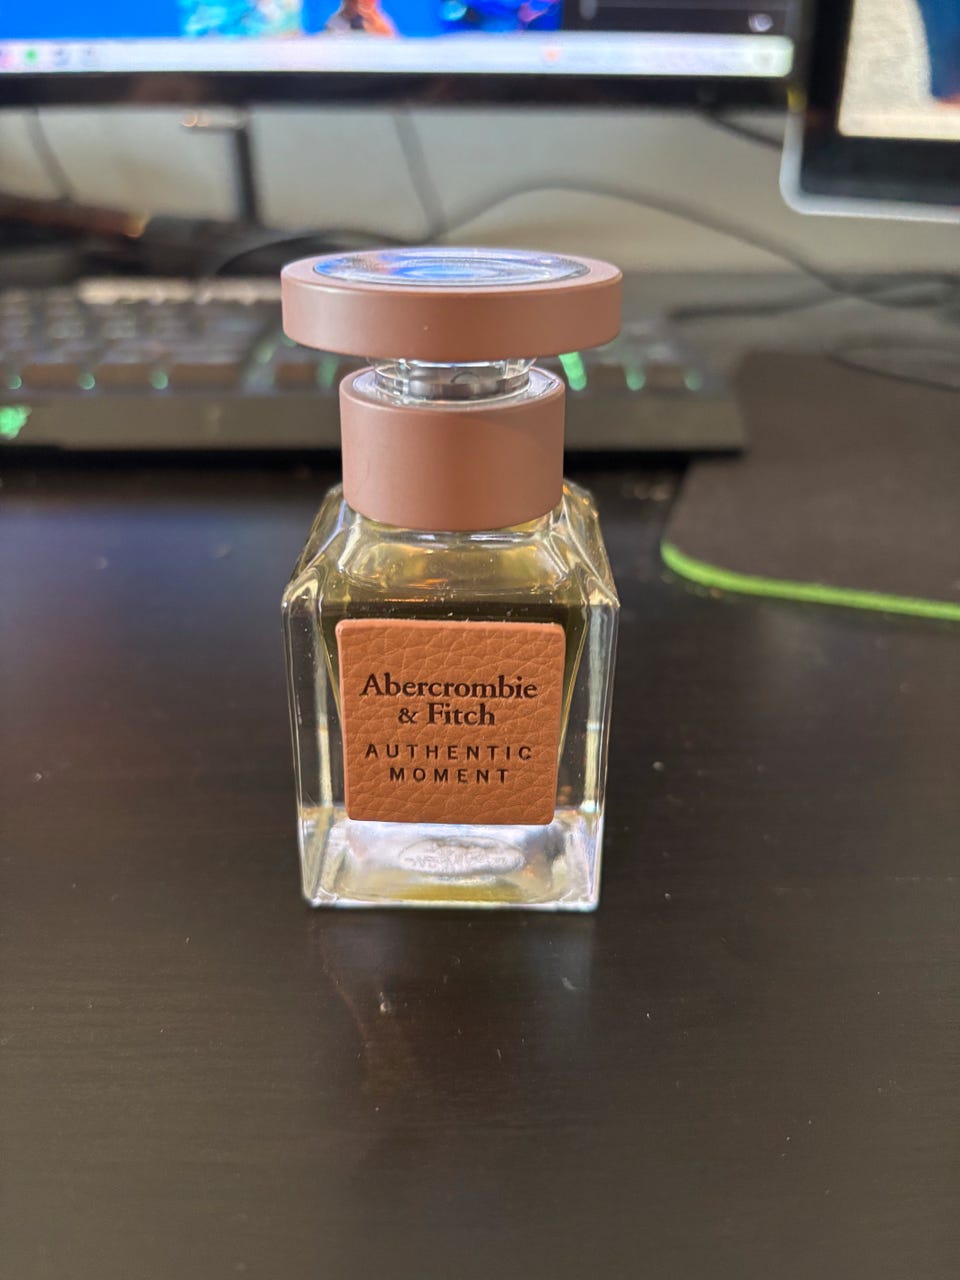 Abercrombie
& Fitch
AUTHENTIC
MOMENT